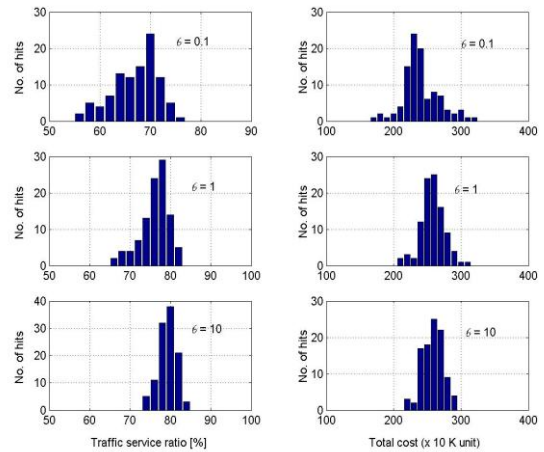 30
20
10
0
No. of hits
ϭ = 0.1
50 60 70 80 90
30
20
10
0
No. of hits
ϭ = 0.1
100 200 300 400
30
20
10
0
No. of hits
ϭ = 1
50 60 70 80 90 100
30
20
10
0
No. of hits
ϭ = 1
100 200 300 400
40
30
20
10
0
No. of hits
ϭ = 10
50 60 70 80 90 100
Traffic service ratio [%]
30
20
10
0
No. of hits
ϭ = 10
100 200 300 400
Total cost (x 10 K unit)